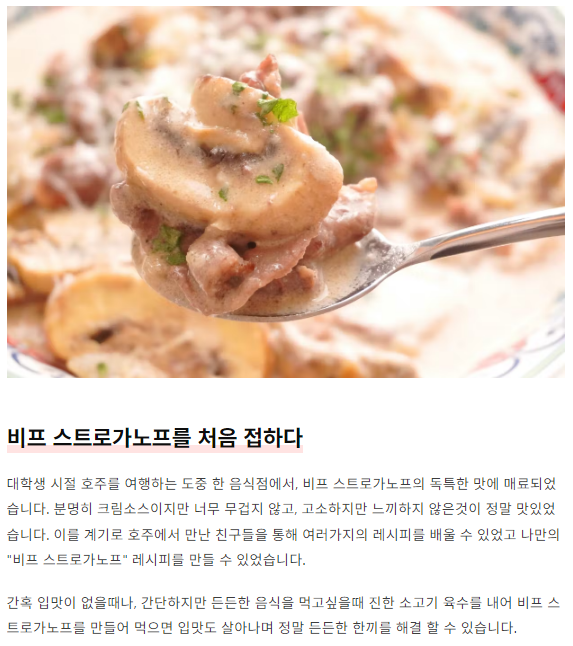 비프 스트로가노프를 처음 접하다
대학생 시절 호주를 여행하는 도중 한 음식점에서, 비프 스트로가노프의 독특한 맛에 매료되었
습니다. 분명히 크림소스이지만 너무 무겁지 않고, 고소하지만 느끼하지 않은것이 정말 맛있었
습니다. 이를 계기로 호주에서 만난 친구들을 통해 여러가지의 레시피를 배울 수 있었고 나만의
"비프 스트로가노프" 레시피를 만들 수 있었습니다.
간혹 입맛이 없을때나, 간단하지만 든든한 음식을 먹고싶을때 진한 소고기 육수를 내어 비프 스
트로가노프를 만들어 먹으면 입맛도 살아나며 정말 든든한 한끼를 해결 할 수 있습니다.